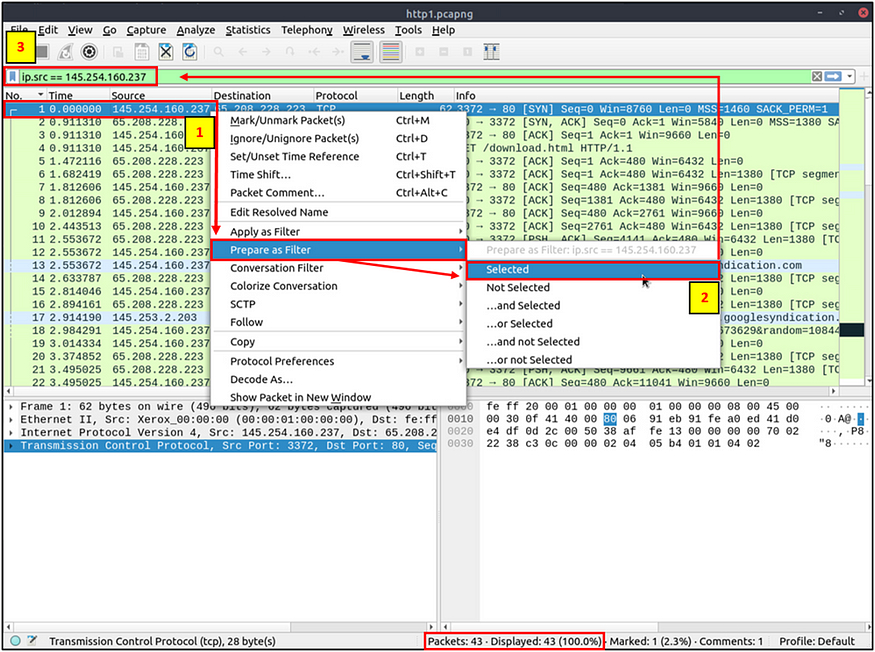 http1.pcapng
File Edit View Go Capture Analyze Statistics Telephony Wireless Tools Help
3
ip.src == 145.254.160.237
No. Time Source Destination Protocol Length Info
1 0.000000 145.254.160.237 65.208.228.223 TCP 62 3372 → 80 [SYN] Seq=0 Win=8760 Len=0 MSS=1460 SACK_PERM=1
2 0.911310 65.208.228. → 3372 [SYN, ACK] Seq=0 Ack=1 Win=5840 Len=0 MSS=1380 SA
3 0.911310 145.254.160 → 80 [ACK] Seq=1 Ack=1 Win=9660 Len=0
4 0.911310 145.254.160 /download.html HTTP/1.1
5 1.472116 65.208.228. → 3372 [ACK] Seq=1 Ack=480 Win=6432 Len=0
6 1.682419 65.208.228.223 → 3372 [ACK] Seq=1 Ack=480 Win=6432 Len=1380 [TCP segmen
7 1.812606 145.254.160.237 → 80 [ACK] Seq=480 Ack=1381 Win=9660 Len=0
8 1.812606 65.208.228.223 Ack=480 Win=6432 Len=1380 [TCP seg
9 2.012894 145.254.160.237 → 80 [ACK] Seq=480 Ack=2761 Win=9660 Len=0
10 2.443513 65.208.228.223 Ack=480 Win=6432 Len=1380 [TCP seg
11 2.553672 65.208.228.223 Seq=4141 Ack=480 Win=6432 Len=1380 [TCP seg
12 2.553672 145.254.160.237 Len=0
13 2.553672 145.254.160.237 ndication.com
14 2.633787 65.208.228.223 Len=1380 [TCP seg
15 2.814046 145.254.160.237 Len=0
16 2.894161 65.208.228.223 Len=1380 [TCP seg
17 2.914190 145.253.2.203 googlesyndication.
18 2.984291 145.254.160.237 73629&random=10844
19 3.014334 145.254.160.237 Len=0
20 3.374852 65.208.228.223 Len=1380 [TCP seg
21 3.495025 65.208.228.223 → 3372 [PSH, ACK] Seq=9661 Ack=480 Win=6432 Len=1380 [TCP seg
22 3.495025 145.254.160.237 → 80 [ACK] Seq=480 Ack=11041 Win=9660 Len=0
1
Mark/Unmark Packet(s) Ctrl+M
Ignore/Unignore Packet(s) Ctrl+D
Set/Unset Time Reference Ctrl+T
Time Shift… Ctrl+Shift+T
Packet Comment… Ctrl+Alt+C
Edit Resolved Name
Apply as Filter
Prepare as Filter
Conversation Filter
Colorize Conversation
SCTP
Follow
Copy
Protocol Preferences
Decode As…
Show Packet in New Window
Prepare as Filter: ip.src == 145.254.160.237
Selected
Not Selected
…and Selected
…or Selected
…and not Selected
…or not Selected
2
Frame 1: 62 bytes on wire (496 bits), 62 bytes captured (496 bit
Ethernet II, Src: Xerox_00:00:00 (00:00:01:00:00:00), Dst: fe:ff
Internet Protocol Version 4, Src: 145.254.160.237, Dst: 65.208.2
Transmission Control Protocol, Src Port: 3372, Dst Port: 80, Seq
fe ff 20 00 01 00 00 00 01 00 00 00 08 00 45 00
0010 00 30 0f 41 40 00 80 06 91 eb 91 fe a0 ed 41 d0 ·0·A@·
0020 e4 df 0d 2c 00 50 38 af fe 13 00 00 00 00 70 02 ···,·P8·
0030 22 38 c3 0c 00 00 02 04 05 b4 01 01 04 02 "8······
Transmission Control Protocol (tcp), 28 byte(s)
Packets: 43 · Displayed: 43 (100.0%) · Marked: 1 (2.3%) · Comments: 1
Profile: Default